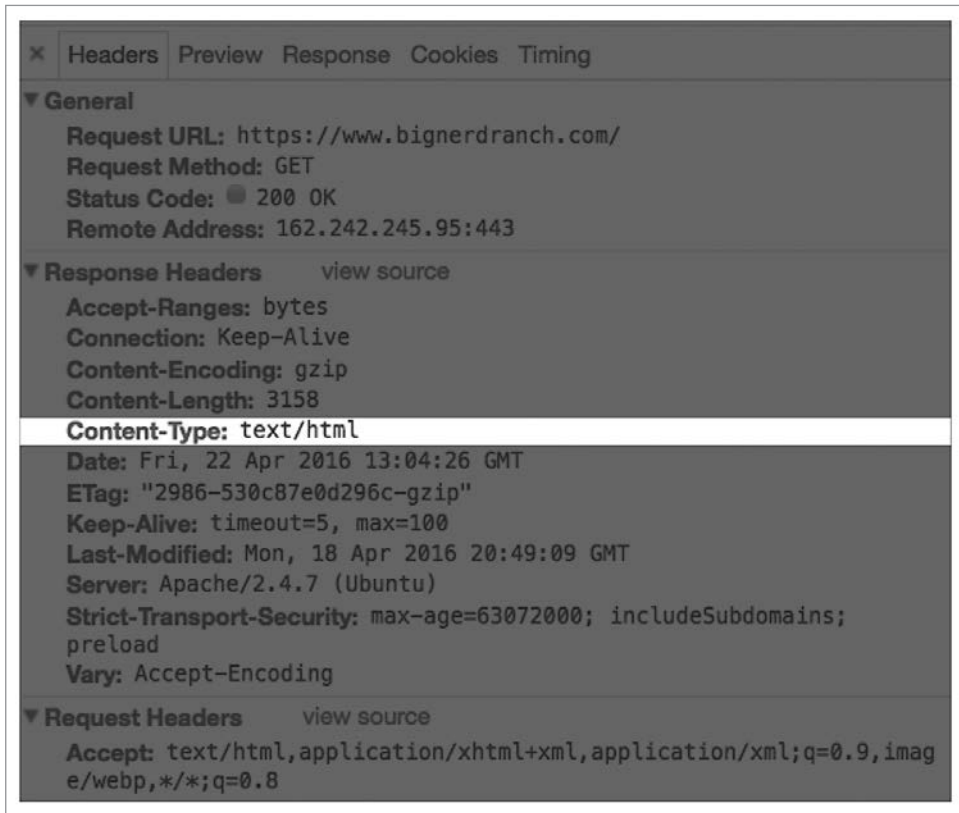 × Headers Preview Response Cookies Timing
▼ General
Request URL: https://www.bignerdranch.com/
Request Method: GET
Status Code: 200 OK
Remote Address: 162.242.245.95:443
▼ Response Headers view source
Accept-Ranges: bytes
Connection: Keep-Alive
Content-Encoding: gzip
Content-Length: 3158
Content-Type: text/html
Date: Fri, 22 Apr 2016 13:04:26 GMT
ETag: "2986-530c87e0d296c-gzip"
Keep-Alive: timeout=5, max=100
Last-Modified: Mon, 18 Apr 2016 20:49:09 GMT
Server: Apache/2.4.7 (Ubuntu)
Strict-Transport-Security: max-age=63072000; includeSubdomains;
preload
Vary: Accept-Encoding
▼ Request Headers view source
Accept: text/html,application/xhtml+xml,application/xml;q=0.9,imag
e/webp,*/*;q=0.8